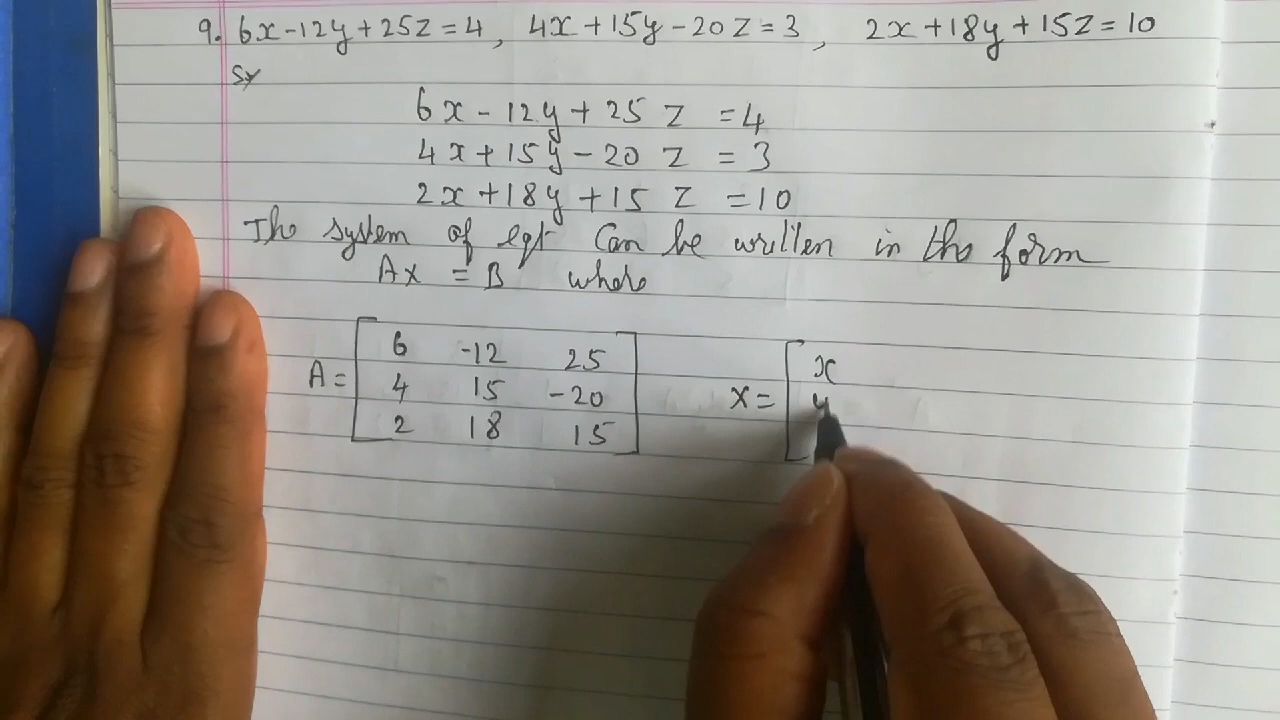 9. 6x-12y+25z=4, 4x+15y-20z=3, 2x+18y+15z=10
6x-12y+25z=4
4x+15y-20z=3
2x+18y+15z=10
The system of eqt Can be written in the form
AX = B where
A = [6 -12 25
4 15 -20
2 18 15]
X = [x
y